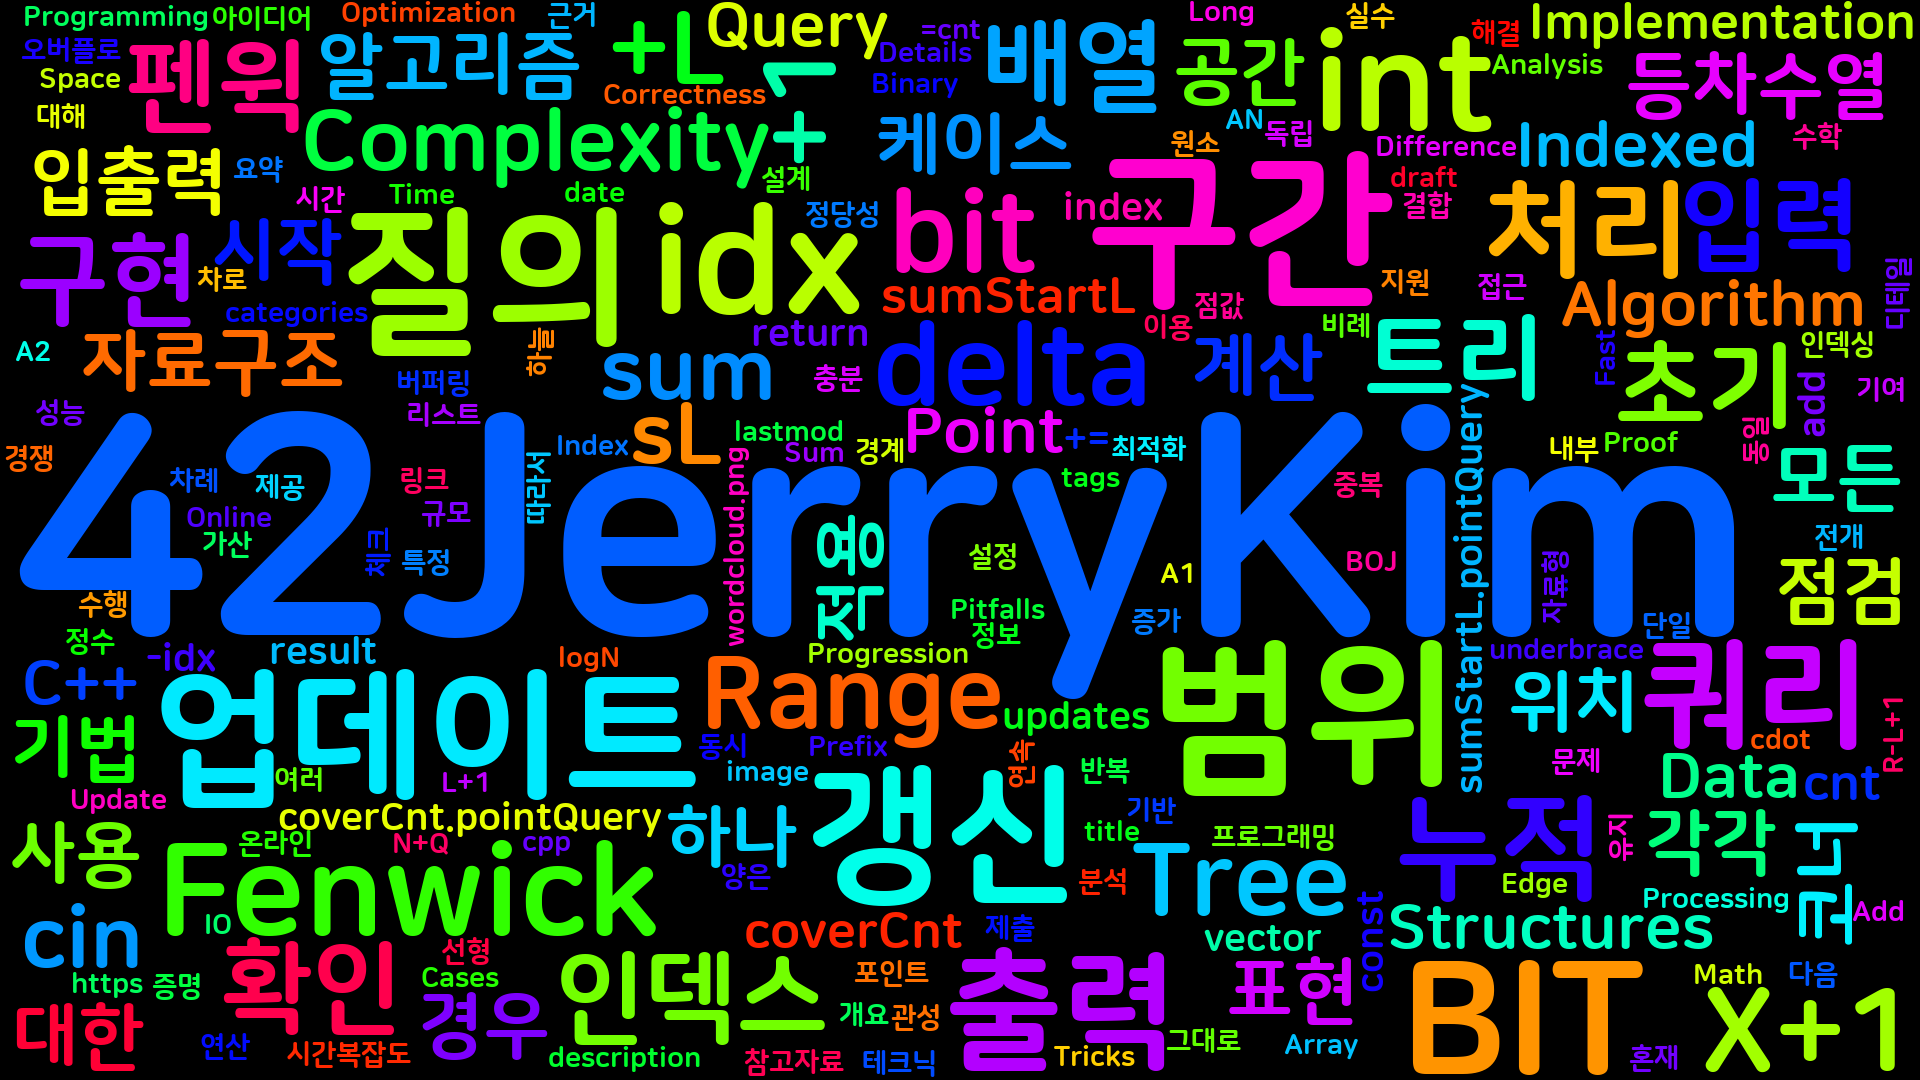 Programming
아이디어
Optimization
근거
Query
=cnt
Long
실수
해결
Implementation
오버플로
펜윅
알고리즘
+L
Details
배열
공간
int
Analysis
등차수열
Space
Correctness
Binary
대해
Complexity
+
케이스
원소
AN
독립
Difference
Indexed
수학
입출력
요약
시간
Time
date
설계
정당성
bit
index
구간
draft
결합
처리
입력
구현
시작
질의
idx
차로
categories
sumStartL
점값
지원
접근
Algorithm
디테일
A2
자료구조
하늘
return
이용
비례
트리
Fast
인덱싱
버퍼링
sum
충분
delta
계산
초기
add
기여
성능
리스트
sL
lastmod
Point
+=
최적화
sumStartL.pointQuery
내부
Proof
동일
경쟁
Index
Sum
경계
42JerryKim
차례
제공
링크
따라서
wordcloud.png
tags
중복
모든
Online
규모
가산
체크
특정
폭염
설정
A1
BOJ
자료형
전개
점검
수행
Pitfalls
정보
증가
단일
정수
-idx
result
logN
Progression
underbrace
C++
업데이트
Range
updates
범위
위치
쿼리
기법
동시
Prefix
연속
cdot
R-L+1
여러
L+1
image
반복
문제
Data
cnt
Update
coverCnt.pointQuery
하나
갱신
기반
누적
유지
각각
커너
사용
온라인
N+Q
cpp
title
프로그래밍
양은
분석
Tree
Edge
Fenwick
IO
Processing
Add
cin
coverCnt
제출
vector
const
Structures
https
증명
확인
선형
Cases
인덱스
포인트
출력
표현
BIT
Math
다음
X+1
대한
연산
시간복잡도
경우
description
개요
관성
참고자료
테크닉
Tricks
그대로
Array
혼재